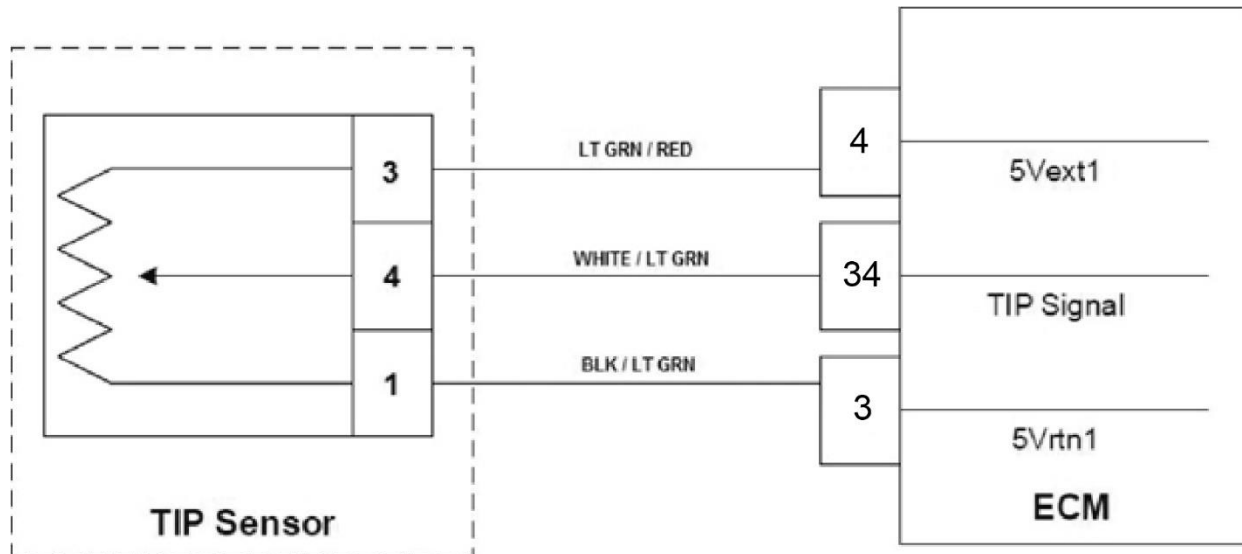 3
LT GRN / RED
4
5Vext1
4
WHITE / LT GRN
34
TIP Signal
1
BLK / LT GRN
3
5Vrtn1
TIP Sensor
ECM